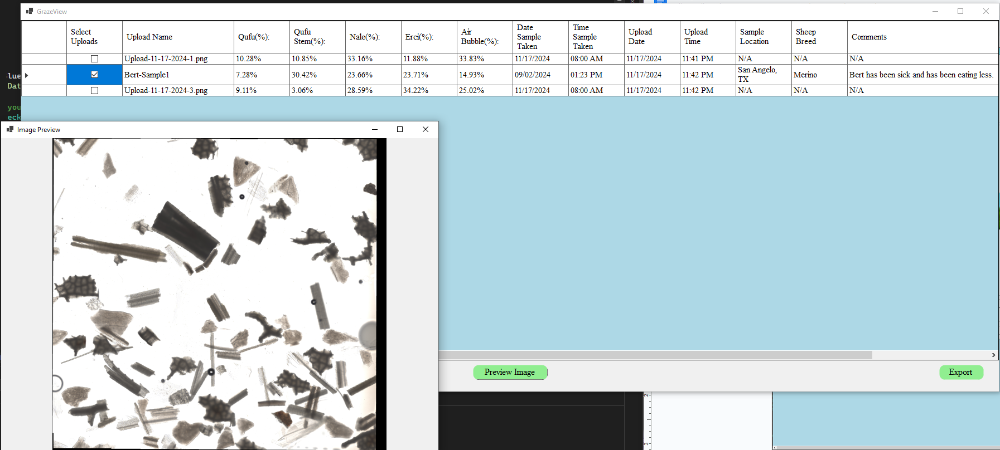 GrazeView
Select Uploads Upload Name Qufu(%): Qufu Stem(%): Nale(%): Erci(%): Air Bubble(%): Date Sample Taken Time Sample Taken Upload Date Upload Time Sample Location Sheep Breed Comments
Upload-11-17-2024-1.png 10.28% 10.85% 33.16% 11.88% 33.83% 11/17/2024 08:00 AM 11/17/2024 11:41 PM N/A N/A N/A
Bert-Sample1 7.28% 30.42% 23.66% 23.71% 14.93% 09/02/2024 01:23 PM 11/17/2024 11:42 PM San Angelo, TX Merino Bert has been sick and has been eating less.
Upload-11-17-2024-3.png 9.11% 3.06% 28.59% 34.22% 25.02% 11/17/2024 08:00 AM 11/17/2024 11:42 PM N/A N/A N/A
lue
Dat
you
eck
Image Preview
Preview Image
Export
2
3